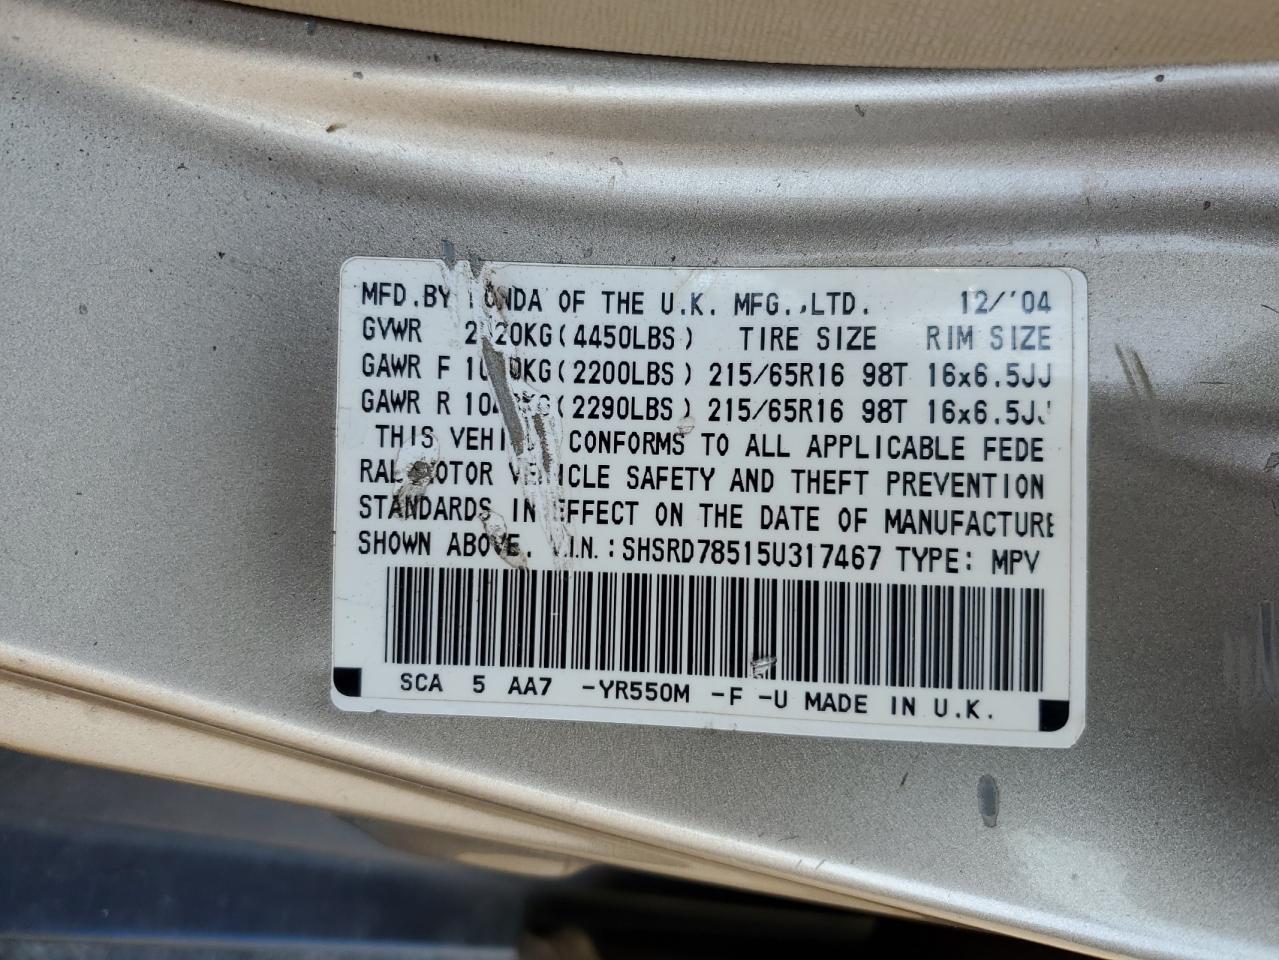 MFD.BY OF THE U.K. MFG.,LTD. 12/'04
GVWR (4450LBS) TIRE SIZE RIM SIZE
GAWR F (2200LBS) 215/65R16 98T 16x6.5JJ
GAWR R (2290LBS) 215/65R16 98T 16x6.5JJ
THIS CONFORMS TO ALL APPLICABLE FEDE
RAL MOTOR VEHICLE SAFETY AND THEFT PREVENTION
STANDARDS IN EFFECT ON THE DATE OF MANUFACTURE
SHOWN ABOVE. V.I.N.:SHSRD78515U317467 TYPE: MPV
SCA 5 AA7 -YR550M -F -U MADE IN U.K.